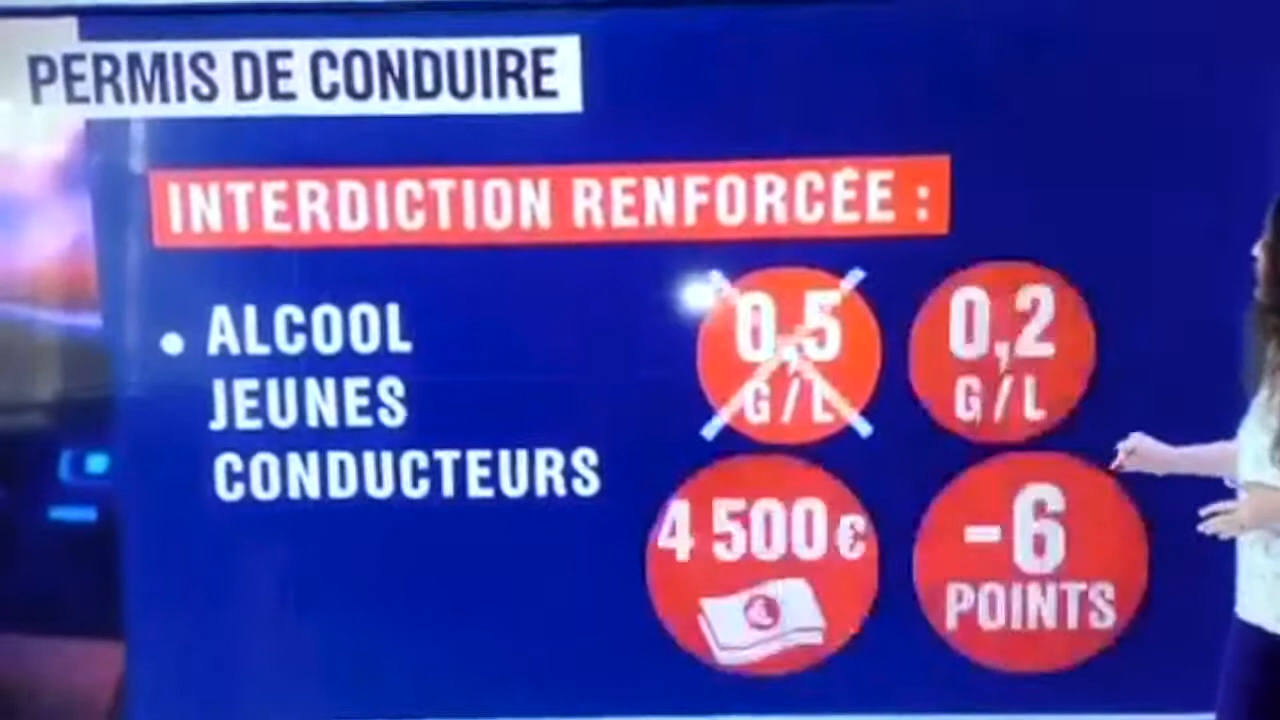 PERMIS DE CONDUIRE
INTERDICTION RENFORCÉE :
• ALCOOL
JEUNES
CONDUCTEURS
0,5
G/L
0,2
G/L
4 500€
-6
POINTS